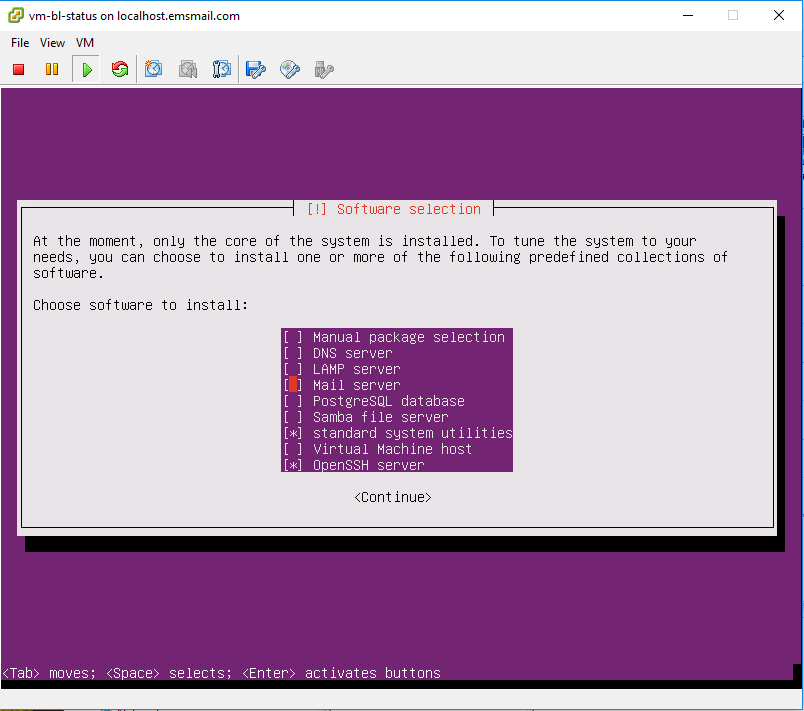 vm-bl-status on localhost.emsmail.com
File View VM
[!] Software selection
At the moment, only the core of the system is installed. To tune the system to your
needs, you can choose to install one or more of the following predefined collections of
software.
Choose software to install:
[ ] Manual package selection
[ ] DNS server
[ ] LAMP server
[ ] Mail server
[ ] PostgreSQL database
[ ] Samba file server
[*] standard system utilities
[ ] Virtual Machine host
[*] OpenSSH server
<Continue>
<Tab> moves; <Space> selects; <Enter> activates buttons